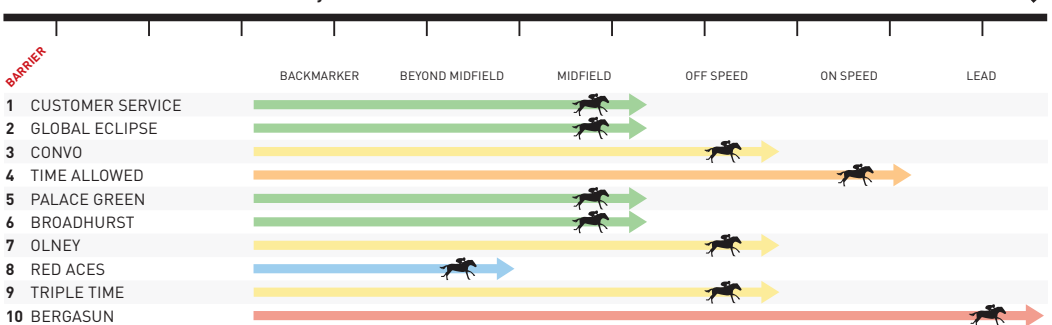 BARRIER
BACKMARKER BEYOND MIDFIELD MIDFIELD OFF SPEED ON SPEED LEAD
1 CUSTOMER SERVICE
2 GLOBAL ECLIPSE
3 CONVO
4 TIME ALLOWED
5 PALACE GREEN
6 BROADHURST
7 OLNEY
8 RED ACES
9 TRIPLE TIME
10 BERGASUN